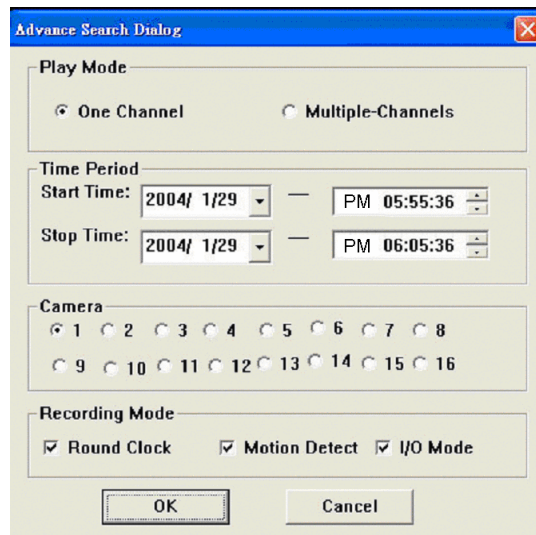 Advance Search Dialog
Play Mode
One Channel Multiple-Channels
Time Period
Start Time: 2004/ 1/29 — PM 05:55:36
Stop Time: 2004/ 1/29 — PM 06:05:36
Camera
1 2 3 4 5 6 7 8
9 10 11 12 13 14 15 16
Recording Mode
Round Clock Motion Detect I/O Mode
OK Cancel